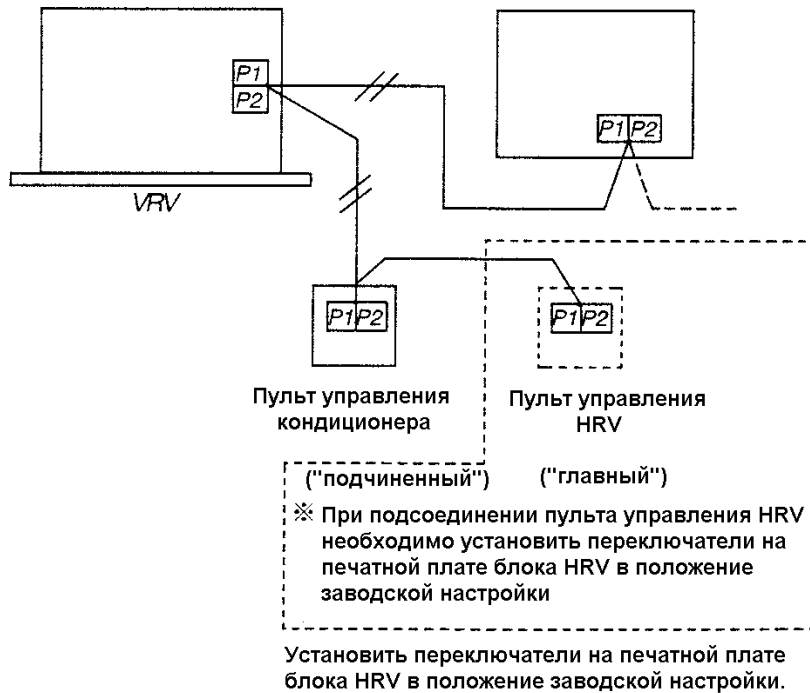 P1
P2
P1 P2
VRV
P1 P2
P1 P2
Пульт управления
кондиционера
Пульт управления
HRV
("подчиненный")
("главный")
※ При подсоединении пульта управления HRV
необходимо установить переключатели на
печатной плате блока HRV в положение
заводской настройки
Установить переключатели на печатной плате
блока HRV в положение заводской настройки.